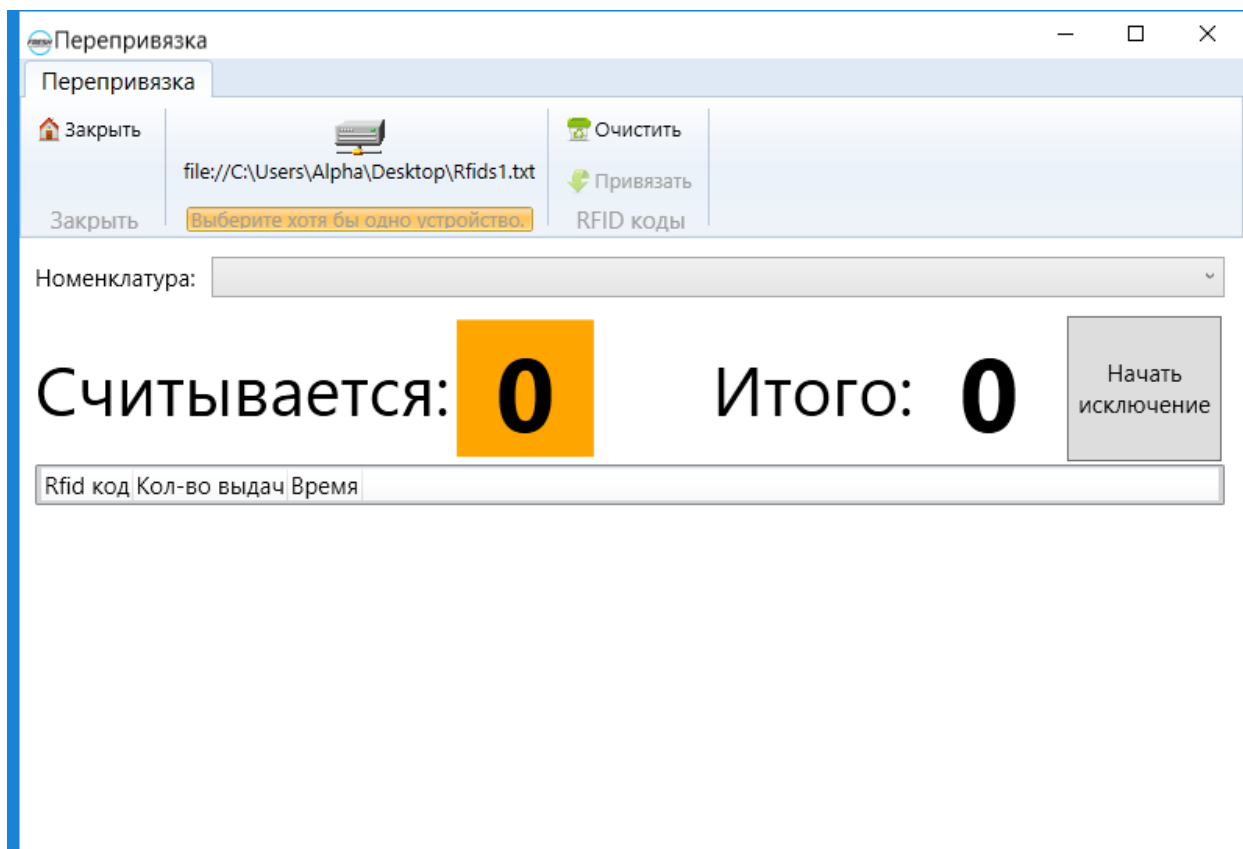 FRESH Перепривязка
Перепривязка
Закрыть
file://C:\Users\Alpha\Desktop\Rfids1.txt
Очистить
Привязать
Закрыть
Выберите хотя бы одно устройство.
RFID коды
Номенклатура:
Считывается: 0
Итого: 0
Начать
исключение
Rfid код Кол-во выдач Время